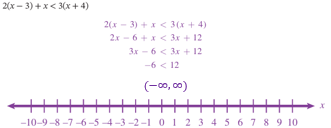 2(x − 3) + x < 3(x + 4)
2(x − 3) + x < 3(x + 4)
2x − 6 + x < 3x + 12
3x − 6 < 3x + 12
−6 < 12
(−∞, ∞)
x
−10 −9 −8 −7 −6 −5 −4 −3 −2 −1 0 1 2 3 4 5 6 7 8 9 10